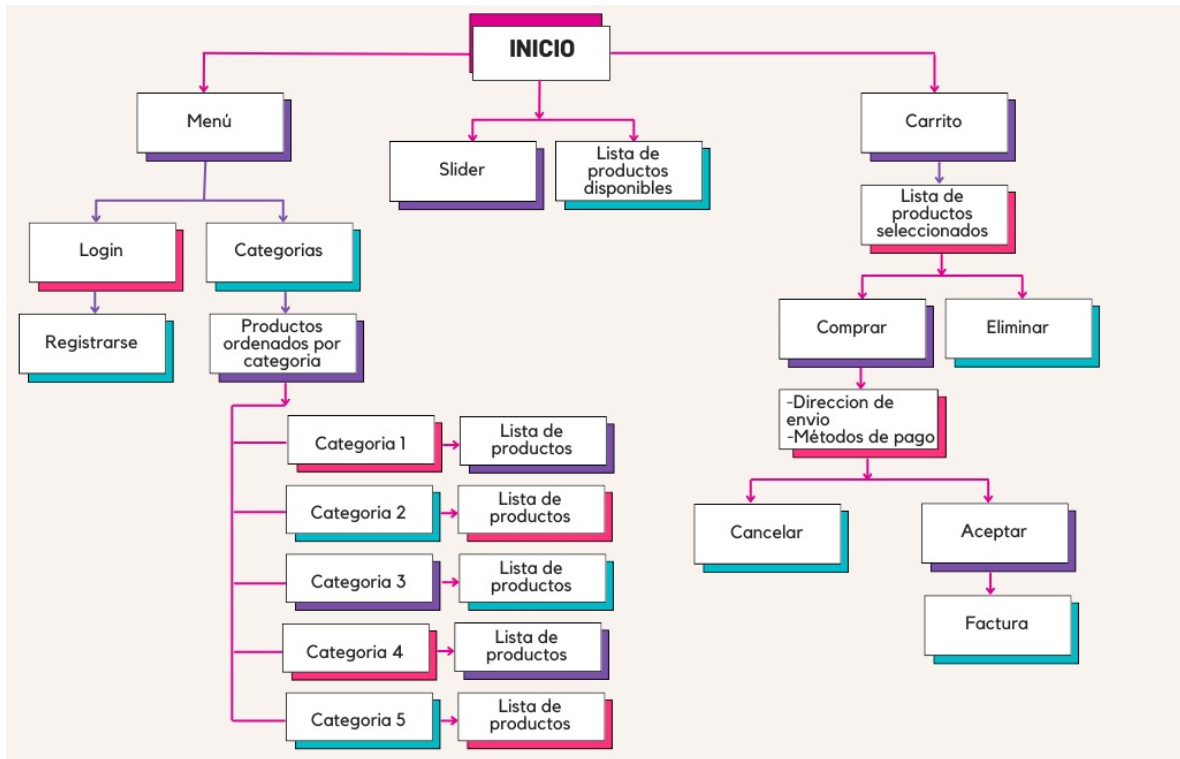 INICIO
Menú
Carrito
Slider
Lista de
productos
disponibles
Lista de
productos
seleccionados
Login
Categorias
Registrarse
Productos
ordenados por
categoria
Comprar
Eliminar
-Direccion de
envio
-Métodos de pago
Categoria 1
Lista de
productos
Categoria 2
Lista de
productos
Categoria 3
Lista de
productos
Categoria 4
Lista de
productos
Categoria 5
Lista de
productos
Cancelar
Aceptar
Factura